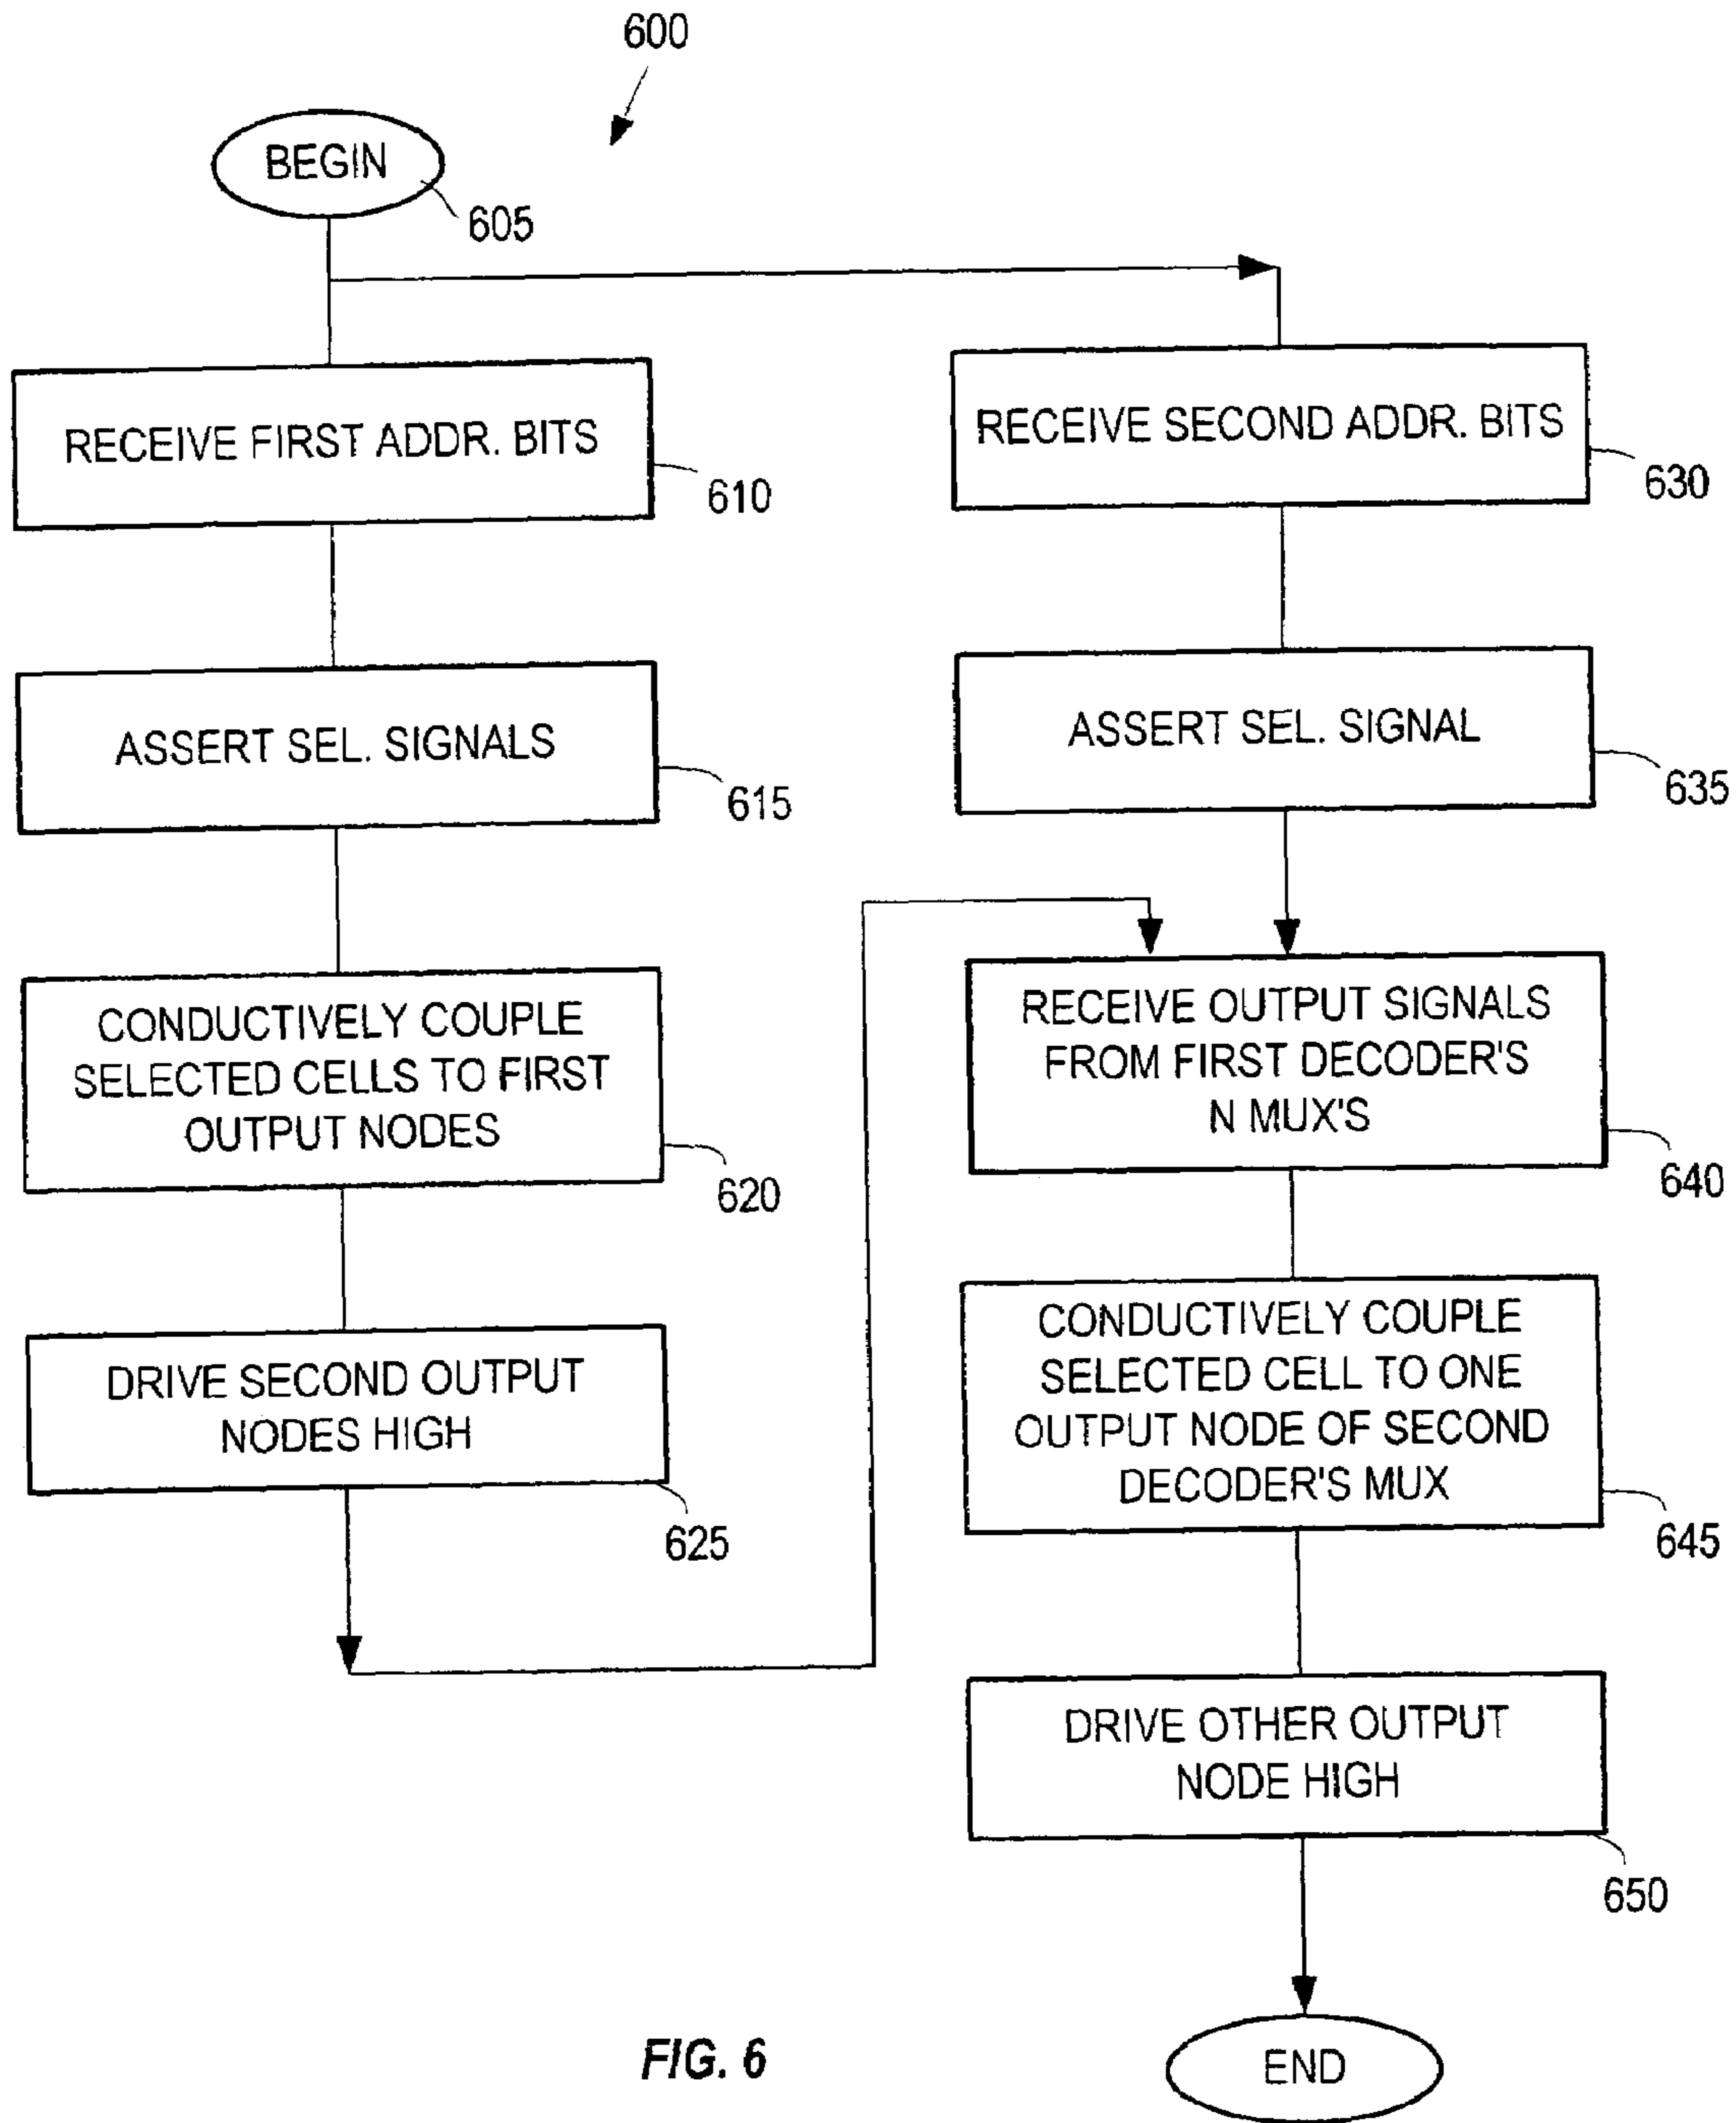 600
BEGIN
605
RECEIVE FIRST ADDR. BITS
610
ASSERT SEL. SIGNALS
615
CONDUCTIVELY COUPLE
SELECTED CELLS TO FIRST
OUTPUT NODES
620
DRIVE SECOND OUTPUT
NODES HIGH
625
RECEIVE SECOND ADDR. BITS
630
ASSERT SEL. SIGNAL
635
RECEIVE OUTPUT SIGNALS
FROM FIRST DECODER'S
N MUX'S
640
CONDUCTIVELY COUPLE
SELECTED CELL TO ONE
OUTPUT NODE OF SECOND
DECODER'S MUX
645
DRIVE OTHER OUTPUT
NODE HIGH
650
END
FIG. 6